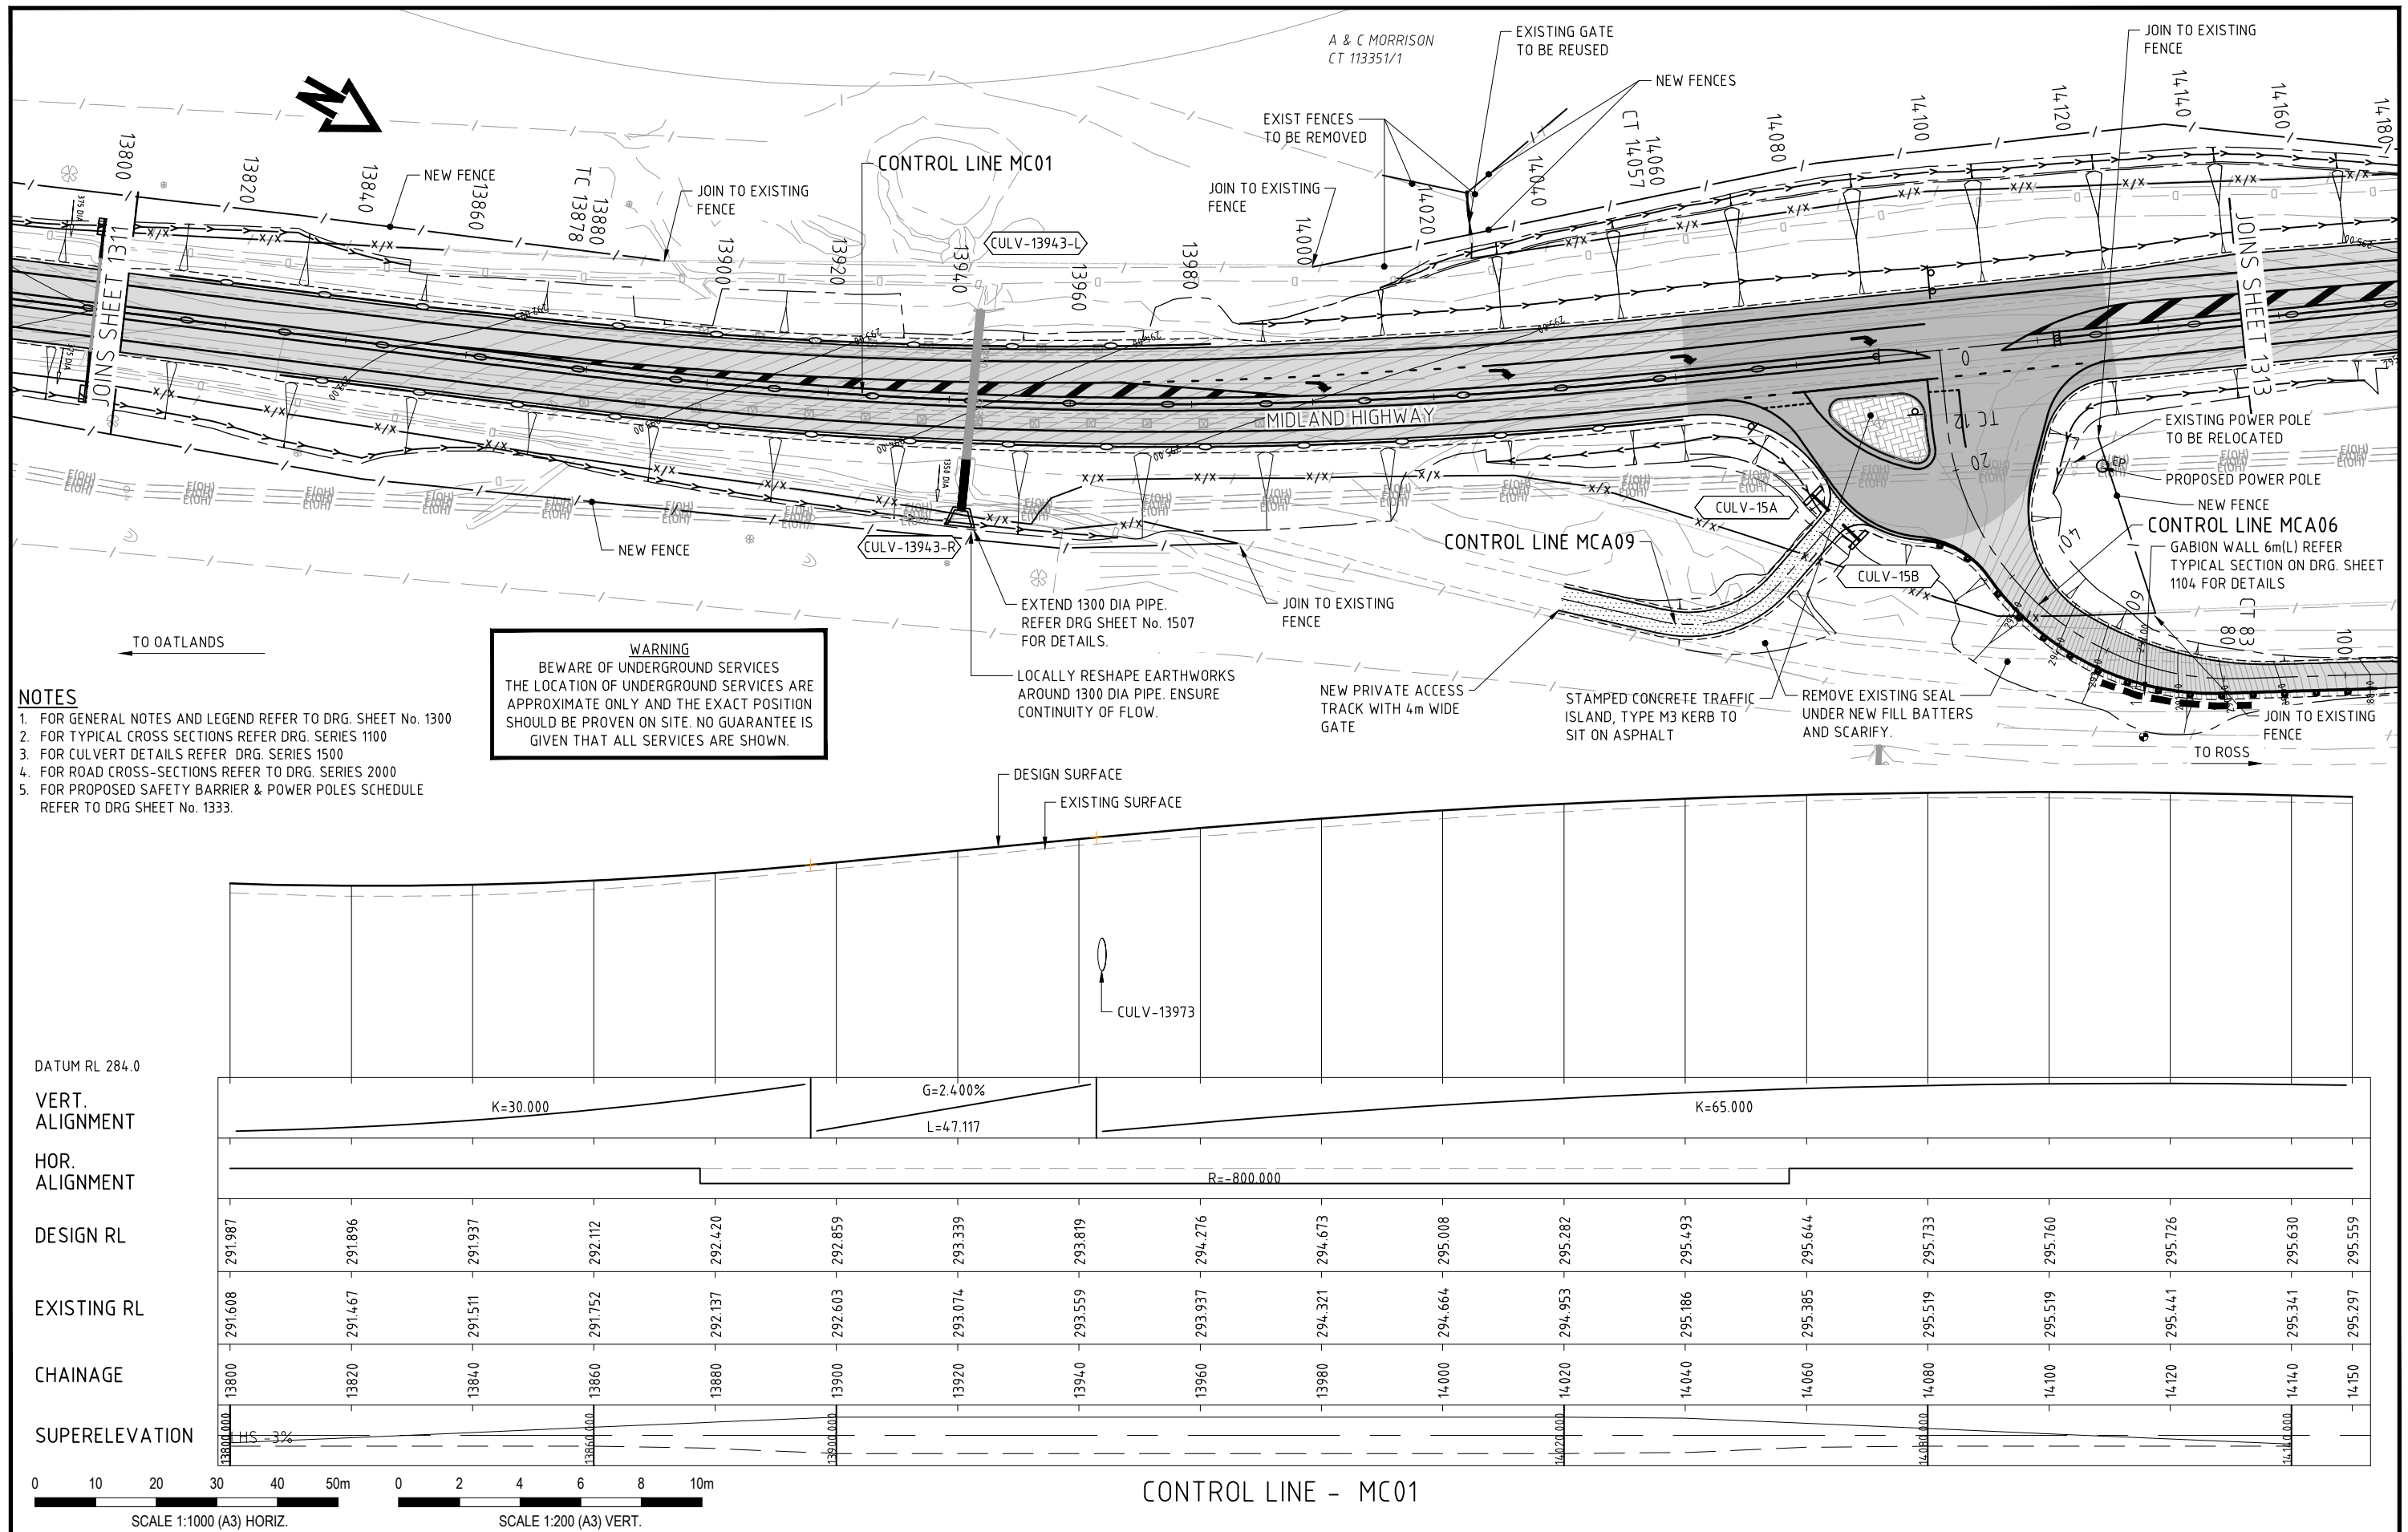 A & C MORRISON
CT 113351/1
EXISTING GATE
TO BE REUSED
JOIN TO EXISTING
FENCE
NEW FENCES
EXIST FENCES
TO BE REMOVED
N
13800
13820
13840
13860
TC 13878
13880
13900
13920
13940
13960
13980
14000
14020
14040
CT 14057
14060
14080
14100
14120
14140
14160
14180
NEW FENCE
JOIN TO EXISTING
FENCE
CONTROL LINE MC01
CULV-13943-L
JOIN TO EXISTING
FENCE
375 DIA
375 DIA
JOINS SHEET 1311
JOINS SHEET 1313
MIDLAND HIGHWAY
0
TC 12
20
40
60
80
CT 83
100
EXISTING POWER POLE
TO BE RELOCATED
EP
PROPOSED POWER POLE
NEW FENCE
CONTROL LINE MCA06
GABION WALL 6m(L) REFER
TYPICAL SECTION ON DRG. SHEET
1104 FOR DETAILS
1350 DIA
E(OH)
CULV-15A
CULV-15B
CONTROL LINE MCA09
CULV-13943-R
NEW FENCE
EXTEND 1300 DIA PIPE.
REFER DRG SHEET No. 1507
FOR DETAILS.
JOIN TO EXISTING
FENCE
LOCALLY RESHAPE EARTHWORKS
AROUND 1300 DIA PIPE. ENSURE
CONTINUITY OF FLOW.
NEW PRIVATE ACCESS
TRACK WITH 4m WIDE
GATE
STAMPED CONCRETE TRAFFIC
ISLAND, TYPE M3 KERB TO
SIT ON ASPHALT
REMOVE EXISTING SEAL
UNDER NEW FILL BATTERS
AND SCARIFY.
JOIN TO EXISTING
FENCE
TO ROSS
TO OATLANDS
WARNING
BEWARE OF UNDERGROUND SERVICES
THE LOCATION OF UNDERGROUND SERVICES ARE
APPROXIMATE ONLY AND THE EXACT POSITION
SHOULD BE PROVEN ON SITE. NO GUARANTEE IS
GIVEN THAT ALL SERVICES ARE SHOWN.
NOTES
1. FOR GENERAL NOTES AND LEGEND REFER TO DRG. SHEET No. 1300
2. FOR TYPICAL CROSS SECTIONS REFER DRG. SERIES 1100
3. FOR CULVERT DETAILS REFER DRG. SERIES 1500
4. FOR ROAD CROSS-SECTIONS REFER TO DRG. SERIES 2000
5. FOR PROPOSED SAFETY BARRIER & POWER POLES SCHEDULE
REFER TO DRG SHEET No. 1333.
DESIGN SURFACE
EXISTING SURFACE
CULV-13973
DATUM RL 284.0
VERT.
ALIGNMENT
K=30.000
G=2.400%
L=47.117
K=65.000
HOR.
ALIGNMENT
R=-800.000
DESIGN RL
291.987 291.896 291.937 292.112 292.420 292.859 293.339 293.819 294.276 294.673 295.008 295.282 295.493 295.644 295.733 295.760 295.726 295.630 295.559
EXISTING RL
291.608 291.467 291.511 291.752 292.137 292.603 293.074 293.559 293.937 294.321 294.664 294.953 295.186 295.385 295.519 295.519 295.441 295.341 295.297
CHAINAGE
13800 13820 13840 13860 13880 13900 13920 13940 13960 13980 14000 14020 14040 14060 14080 14100 14120 14140 14150
SUPERELEVATION
13800.000 LHS -3% 13860.000 13900.000 14020.000 14080.000 14140.000
0 10 20 30 40 50m
SCALE 1:1000 (A3) HORIZ.
0 2 4 6 8 10m
SCALE 1:200 (A3) VERT.
CONTROL LINE - MC01